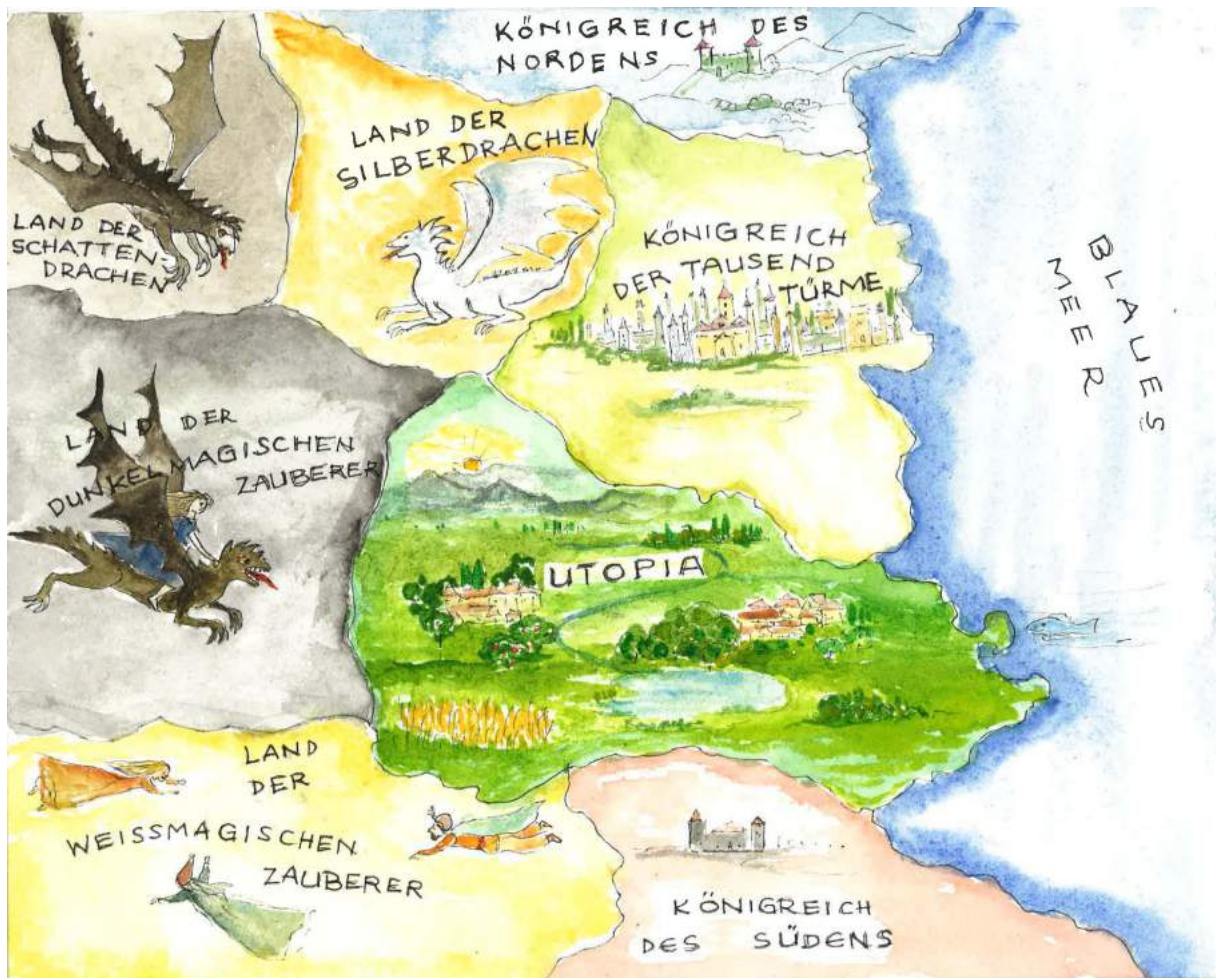 KÖNIGREICH DES
NORDENS
LAND DER
SILBERDRACHEN
LAND DER
SCHATTEN-
DRACHEN
KÖNIGREICH
DER TAUSEND
TÜRME
BLAUES
MEER
LAND DER
DUNKELMAGISCHEN
ZAUBERER
UTOPIA
LAND
DER
WEISSMAGISCHEN
ZAUBERER
KÖNIGREICH
DES SÜDENS